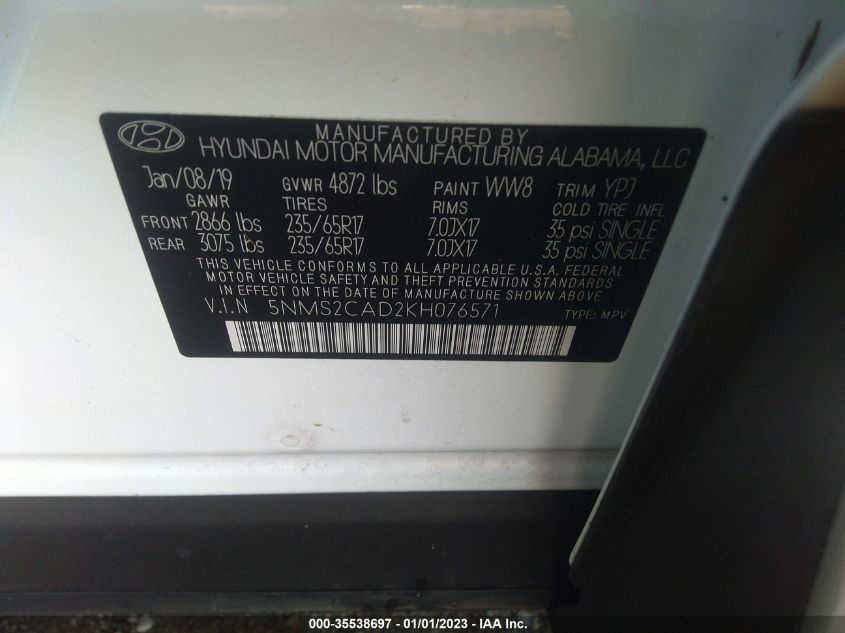 MANUFACTURED BY
HYUNDAI MOTOR MANUFACTURING ALABAMA, LLC
Jan/08/19 GVWR 4872 lbs PAINT WW8 TRIM YPJ
GAWR TIRES RIMS COLD TIRE INFL
FRONT 2866 lbs 235/65R17 7.0JX17 35 psi SINGLE
REAR 3075 lbs 235/65R17 7.0JX17 35 psi SINGLE
THIS VEHICLE CONFORMS TO ALL APPLICABLE U.S.A. FEDERAL
MOTOR VEHICLE SAFETY AND THEFT PREVENTION STANDARDS
IN EFFECT ON THE DATE OF MANUFACTURE SHOWN ABOVE
V.I.N 5NMS2CAD2KH076571 TYPE: MPV
000-35538697 - 01/01/2023 - IAA Inc.